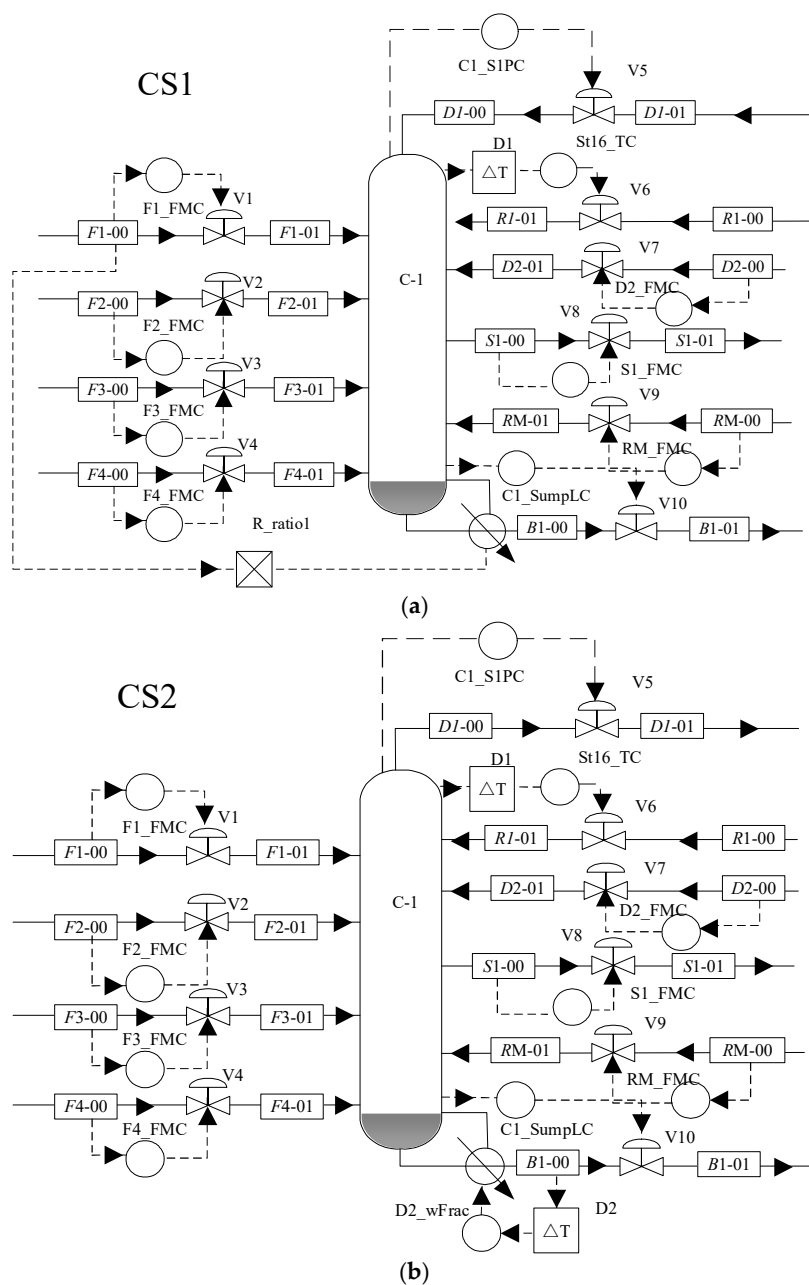 C1_S1PC
CS1
V5
D1-00
D1-01
St16_TC
D1
△T
F1_FMC
V1
V6
F1-00
F1-01
R1-01
R1-00
V7
C-1
D2-01
D2-00
V2
D2_FMC
F2-00
F2-01
V8
F2_FMC
S1-00
S1-01
V3
S1_FMC
F3-00
F3-01
V9
F3_FMC
RM-01
RM-00
V4
RM_FMC
F4-00
F4-01
F4_FMC
C1_SumpLC
V10
R_ratio1
B1-00
B1-01
(a)
C1_S1PC
CS2
V5
D1-00
D1-01
St16_TC
D1
△T
F1_FMC
V1
V6
R1-01
R1-00
F1-00
F1-01
V7
D2-01
D2-00
C-1
V2
D2_FMC
F2-00
F2-01
V8
F2_FMC
S1-00
S1-01
V3
S1_FMC
F3-00
F3-01
V9
F3_FMC
RM-01
RM-00
V4
RM_FMC
F4-00
F4-01
F4_FMC
C1_SumpLC
V10
B1-00
B1-01
D2_wFrac
D2
△T
(b)